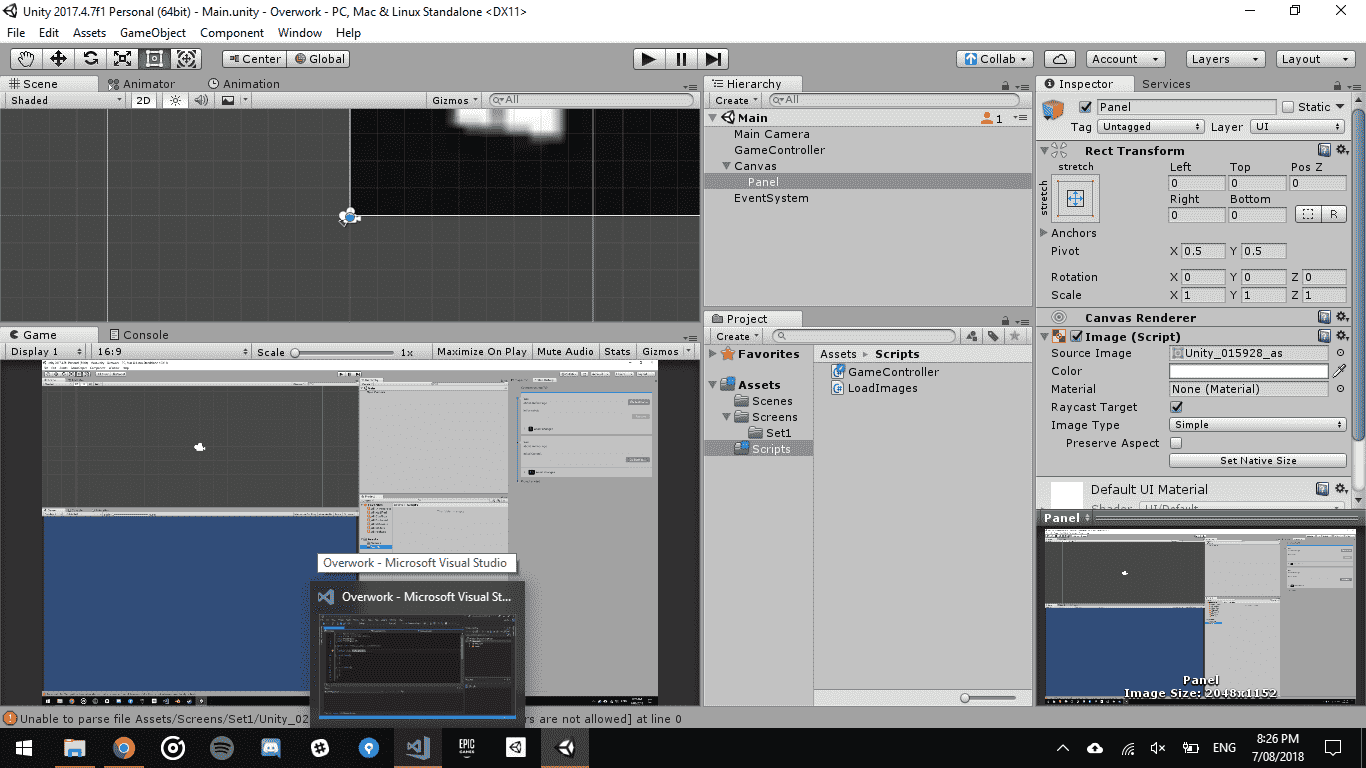 Unity 2017.4.7f1 Personal (64bit) - Main.unity - Overwork - PC, Mac & Linux Standalone <DX11>
File Edit Assets GameObject Component Window Help
Center Global
Collab Account Layers Layout
Scene Animator Animation
Shaded 2D Gizmos All
Hierarchy
Create All
Main 1
Main Camera
GameController
Canvas
Panel
EventSystem
Game Console
Display 1 16:9 Scale 1x Maximize On Play Mute Audio Stats Gizmos
Project
Create
Favorites
Assets
Scenes
Screens
Set1
Scripts
Assets Scripts
GameController
LoadImages
Inspector Services
Panel Static
Tag Untagged Layer UI
Rect Transform
stretch
stretch
Left Top Pos Z
0 0 0
Right Bottom
0 0 R
Anchors
Pivot X 0.5 Y 0.5
Rotation X 0 Y 0 Z 0
Scale X 1 Y 1 Z 1
Canvas Renderer
Image (Script)
Source Image Unity_015928_as
Color
Material None (Material)
Raycast Target
Image Type Simple
Preserve Aspect
Set Native Size
Default UI Material
Shader UI/Default
Panel
Panel
Image Size: 2048x1152
Overwork - Microsoft Visual Studio
Overwork - Microsoft Visual St...
Unable to parse file Assets/Screens/Set1/Unity_02
rs are not allowed] at line 0
EPIC GAMES
ENG
8:26 PM
7/08/2018